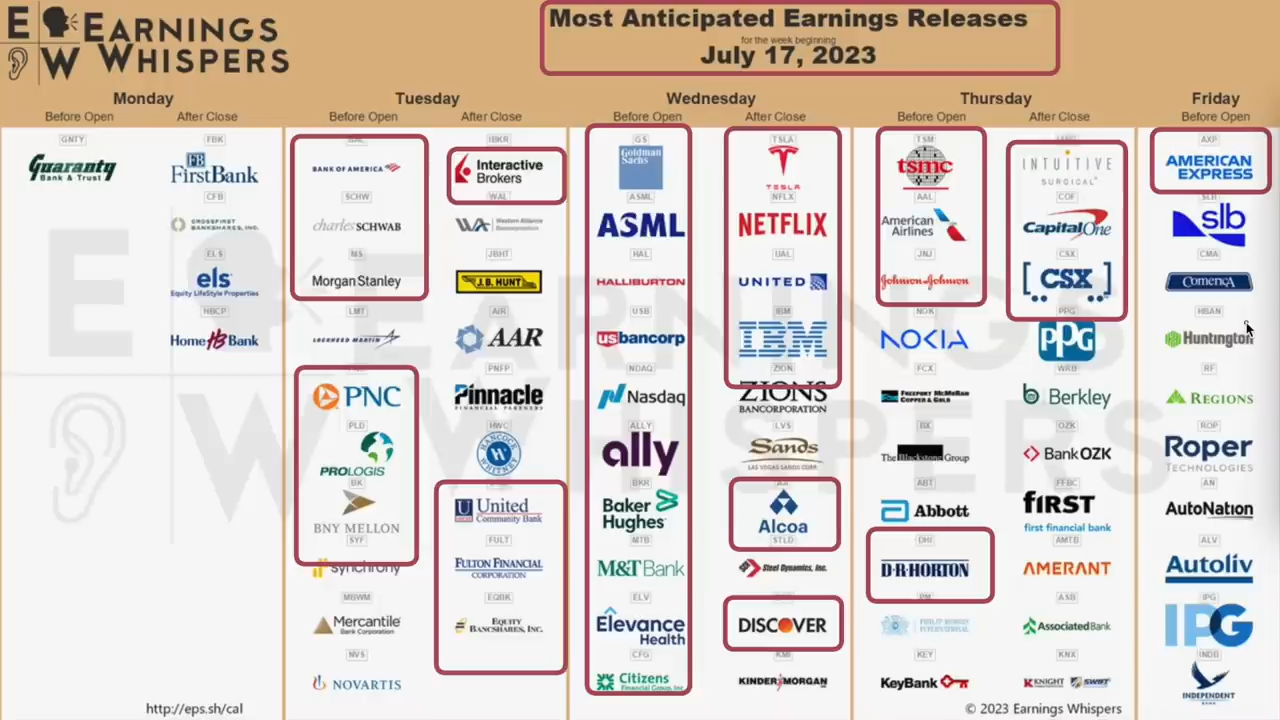 EARNINGS
WHISPERS
E
W
Most Anticipated Earnings Releases
for the week beginning
July 17, 2023
Monday
Tuesday
Wednesday
Thursday
Friday
Before Open
After Close
Before Open
After Close
Before Open
After Close
Before Open
After Close
Before Open
GNTY
Guaranty
Bank & Trust
FBK
FB
FirstBank
CFB
CROSSFIRST
BANKSHARES, INC.
ELS
els
Equity LifeStyle Properties
HBCP
Home Bank
BANK OF AMERICA
SCHW
charles SCHWAB
MS
Morgan Stanley
LMT
LOCKHEED MARTIN
PNC
PLD
PROLOGIS
BK
BNY MELLON
SYF
synchrony
MBWM
Mercantile
Bank Corporation
NVS
NOVARTIS
IBKR
Interactive
Brokers
WAL
WA
Western Alliance
Bancorporation
JBHT
J.B. HUNT
AIR
AAR
PNFP
Pinnacle
FINANCIAL PARTNERS
HWC
HANCOCK
WHITNEY
United
Community Bank
FULT
FULTON FINANCIAL
CORPORATION
EQBK
EQUITY
BANCSHARES, INC.
GS
Goldman
Sachs
ASML
ASML
HAL
HALLIBURTON
USB
usbancorp
NDAQ
Nasdaq
ALLY
ally
BKR
Baker
Hughes
MTB
M&T Bank
ELV
Elevance
Health
CFG
Citizens
Financial Group, Inc.
TSLA
TESLA
NFLX
NETFLIX
UAL
UNITED
IBM
IBM
ZION
ZIONS
BANCORPORATION
LVS
Sands
LAS VEGAS SANDS CORP.
AA
Alcoa
STLD
Steel Dynamics, Inc.
DISCOVER
KMI
KINDER MORGAN
TSM
tsmc
AAL
American
Airlines
JNJ
Johnson & Johnson
NOK
NOKIA
FCX
FREEPORT-McMoRAN
COPPER & GOLD
BX
The Blackstone Group
ABT
Abbott
DHI
D·R·HORTON
PM
PHILIP MORRIS
INTERNATIONAL
KEY
KeyBank
INTUITIVE
SURGICAL
COF
Capital One
CSX
CSX
PPG
PPG
WRB
Berkley
OZK
Bank OZK
FFBC
fiRST
first financial bank
AMTB
AMERANT
ASB
Associated Bank
KNX
KNIGHT
SWIFT
AXP
AMERICAN
EXPRESS
SLB
slb
CMA
Comerica
HBAN
Huntington
RF
REGIONS
ROP
Roper
TECHNOLOGIES
AN
AutoNation
ALV
Autoliv
IPG
IPG
INDB
INDEPENDENT
BANK
http://eps.sh/cal
© 2023 Earnings Whispers